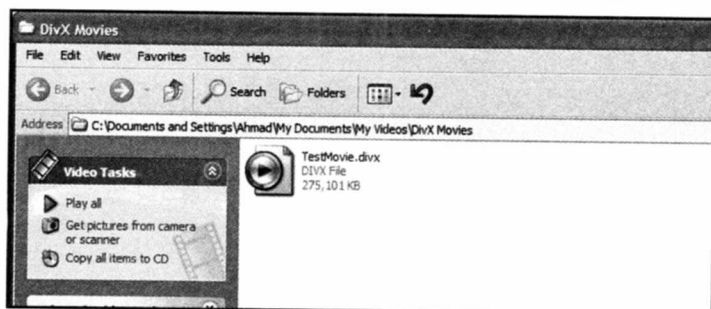 DivX Movies
File Edit View Favorites Tools Help
Back Search Folders
Address C:\Documents and Settings\Ahmad\My Documents\My Videos\DivX Movies
Video Tasks
Play all
Get pictures from camera
or scanner
Copy all items to CD
TestMovie.divx
DIVX File
275,101 KB